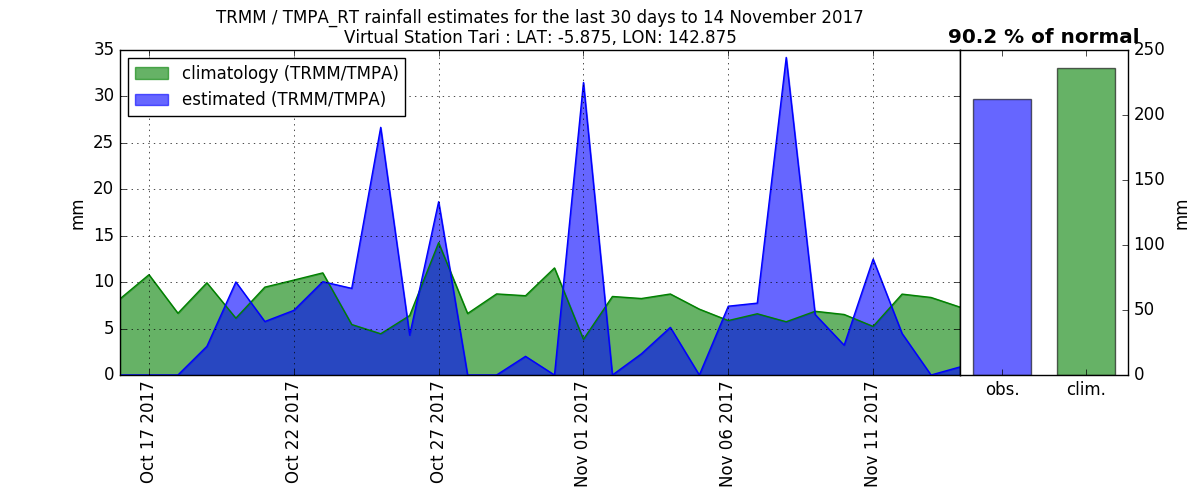 TRMM / TMPA_RT rainfall estimates for the last 30 days to 14 November 2017
Virtual Station Tari : LAT: -5.875, LON: 142.875
90.2 % of normal
climatology (TRMM/TMPA)
estimated (TRMM/TMPA)
mm
35
30
25
20
15
10
5
0
Oct 17 2017
Oct 22 2017
Oct 27 2017
Nov 01 2017
Nov 06 2017
Nov 11 2017
250
200
150
100
50
0
mm
obs.
clim.